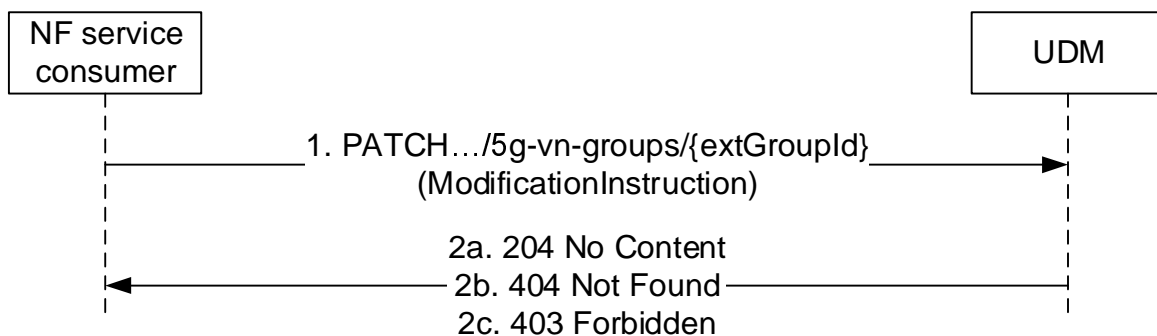 NF service
consumer
UDM
1. PATCH…/5g-vn-groups/{extGroupId}
(ModificationInstruction)
2a. 204 No Content
2b. 404 Not Found
2c. 403 Forbidden